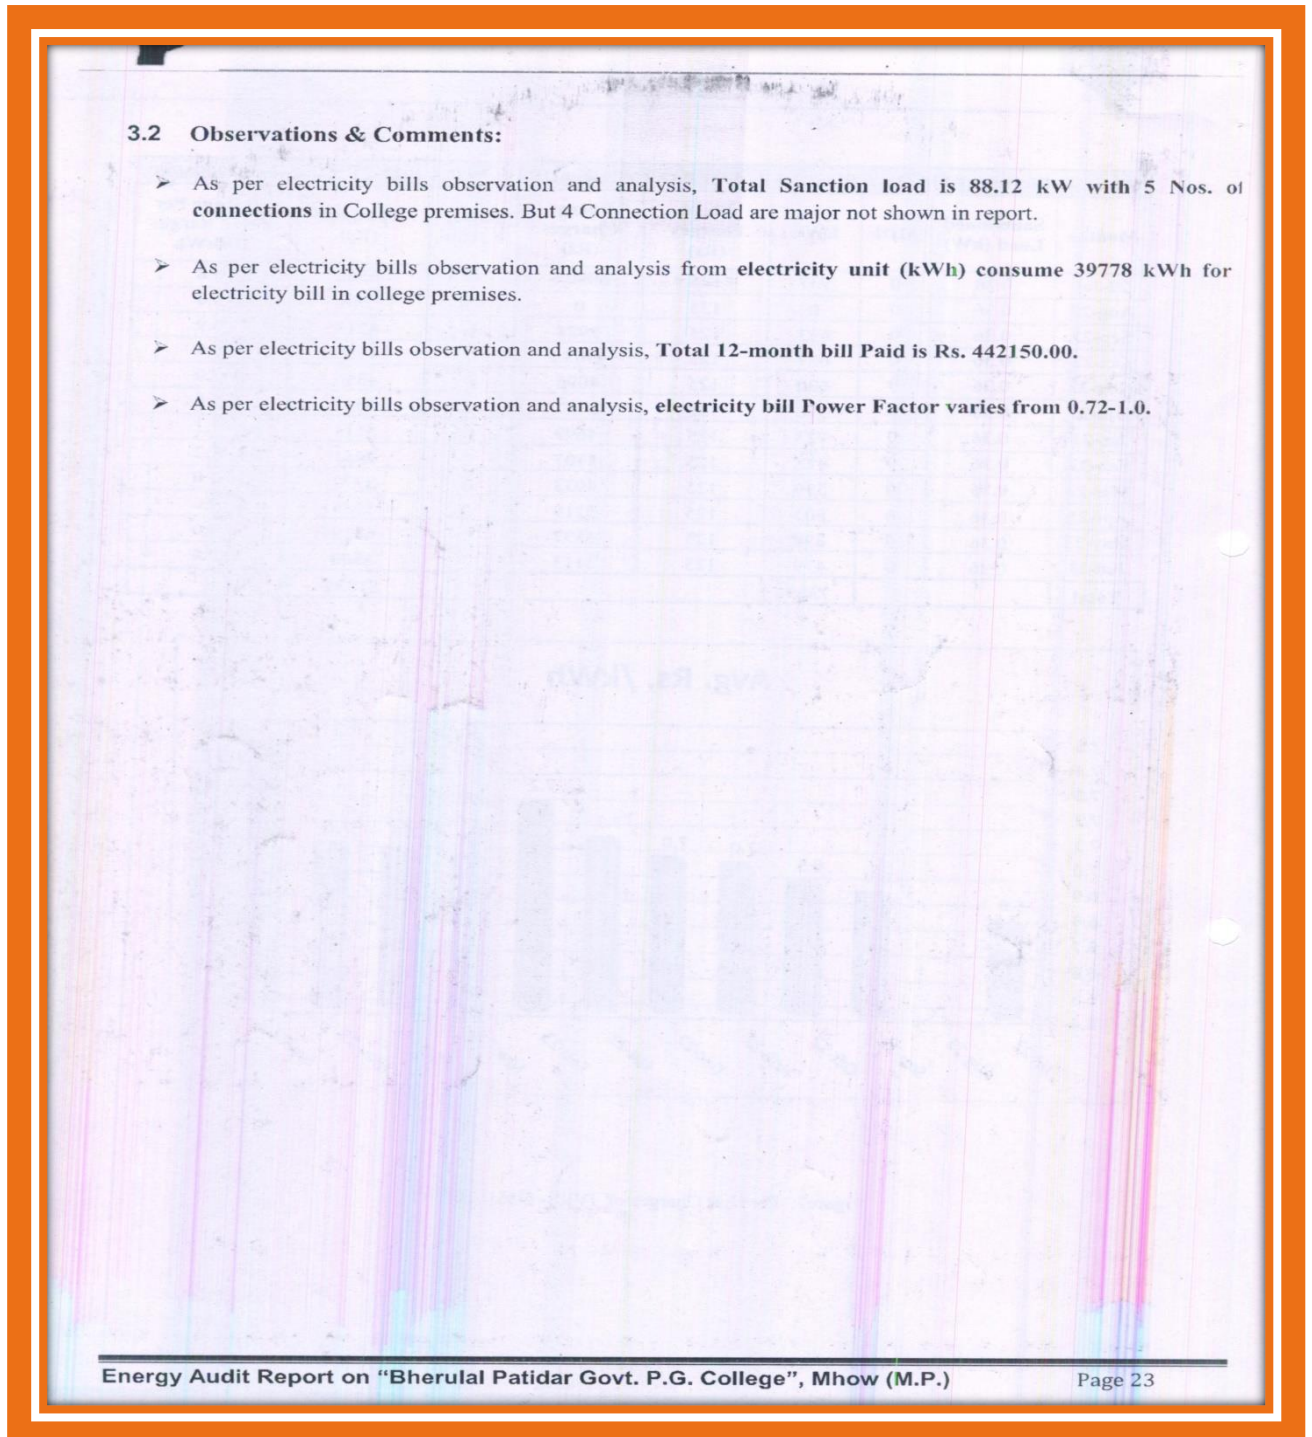 3.2 Observations & Comments:
➢ As per electricity bills observation and analysis, Total Sanction load is 88.12 kW with 5 Nos. of
connections in College premises. But 4 Connection Load are major not shown in report.
➢ As per electricity bills observation and analysis from electricity unit (kWh) consume 39778 kWh for
electricity bill in college premises.
➢ As per electricity bills observation and analysis, Total 12-month bill Paid is Rs. 442150.00.
➢ As per electricity bills observation and analysis, electricity bill Power Factor varies from 0.72-1.0.
Energy Audit Report on “Bherulal Patidar Govt. P.G. College”, Mhow (M.P.) Page 23